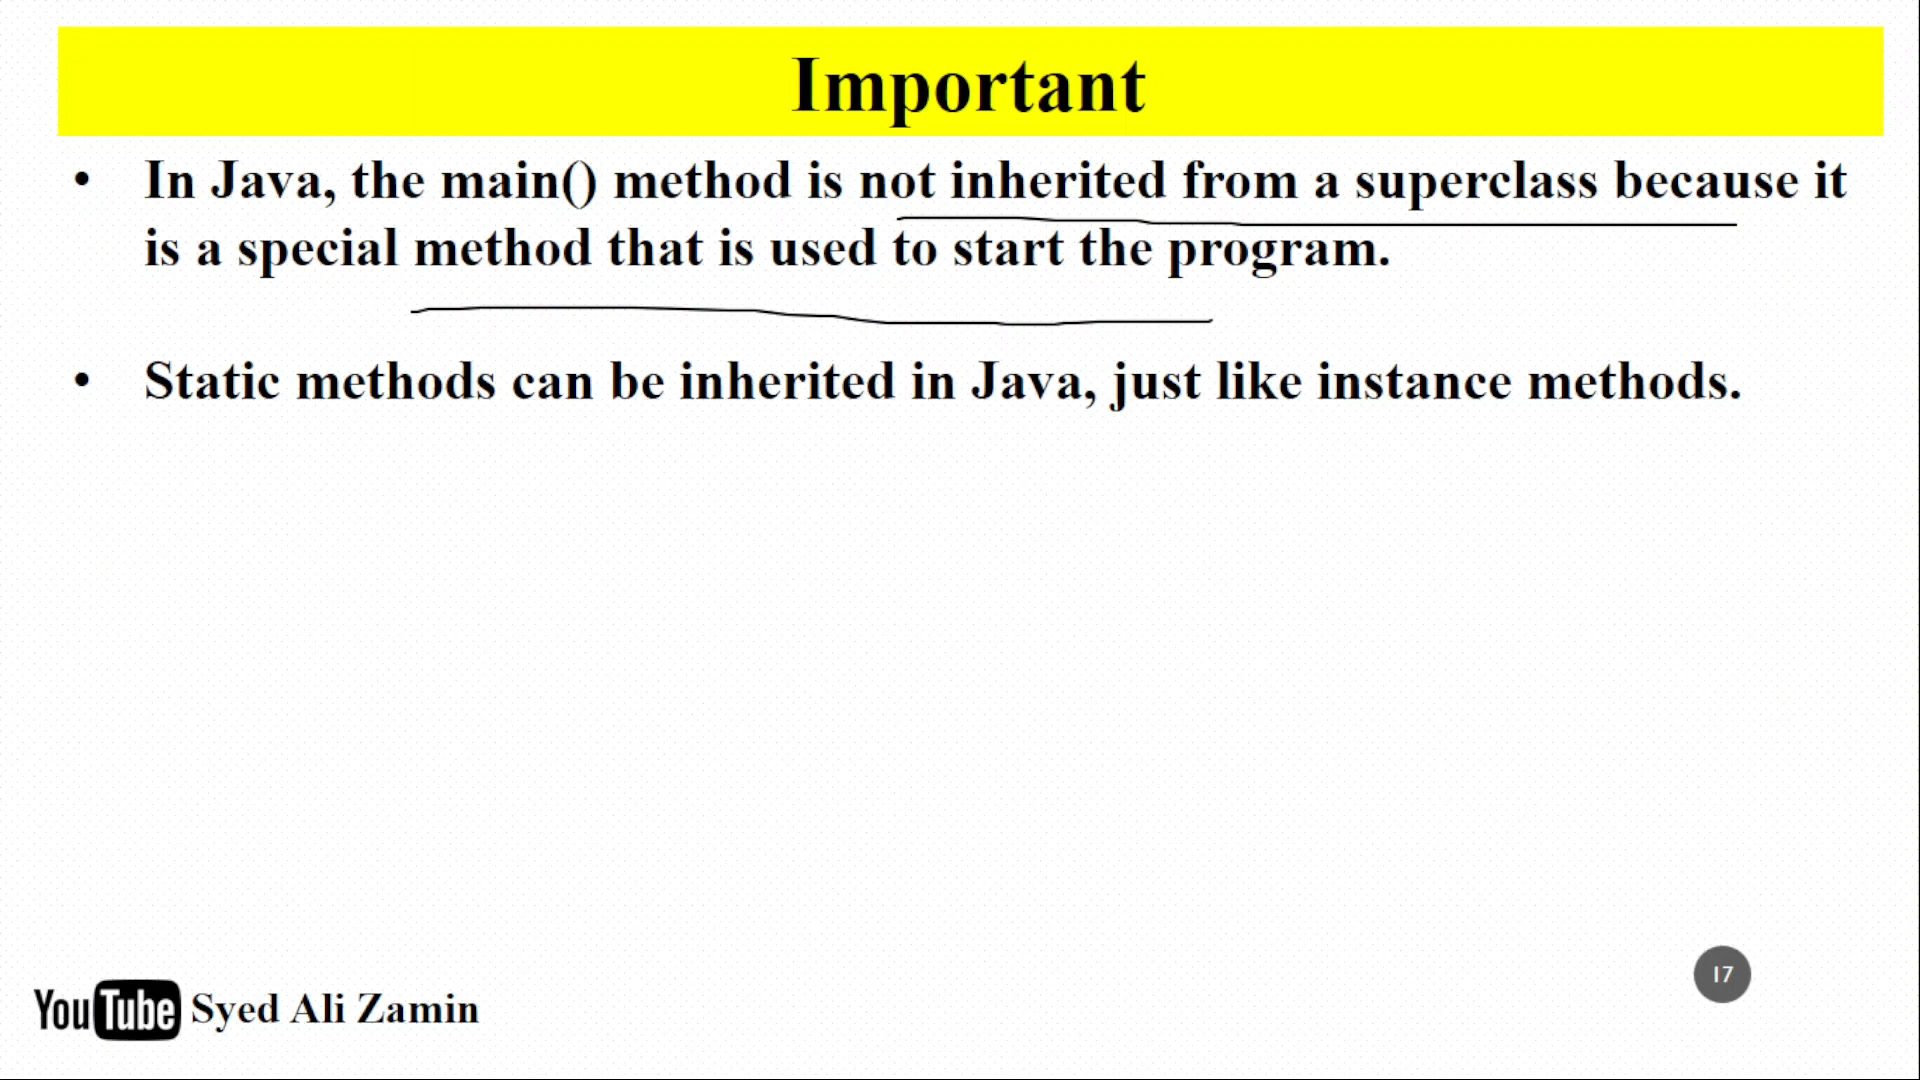 Important
• In Java, the main() method is not inherited from a superclass because it
is a special method that is used to start the program.
• Static methods can be inherited in Java, just like instance methods.
17
YouTube Syed Ali Zamin